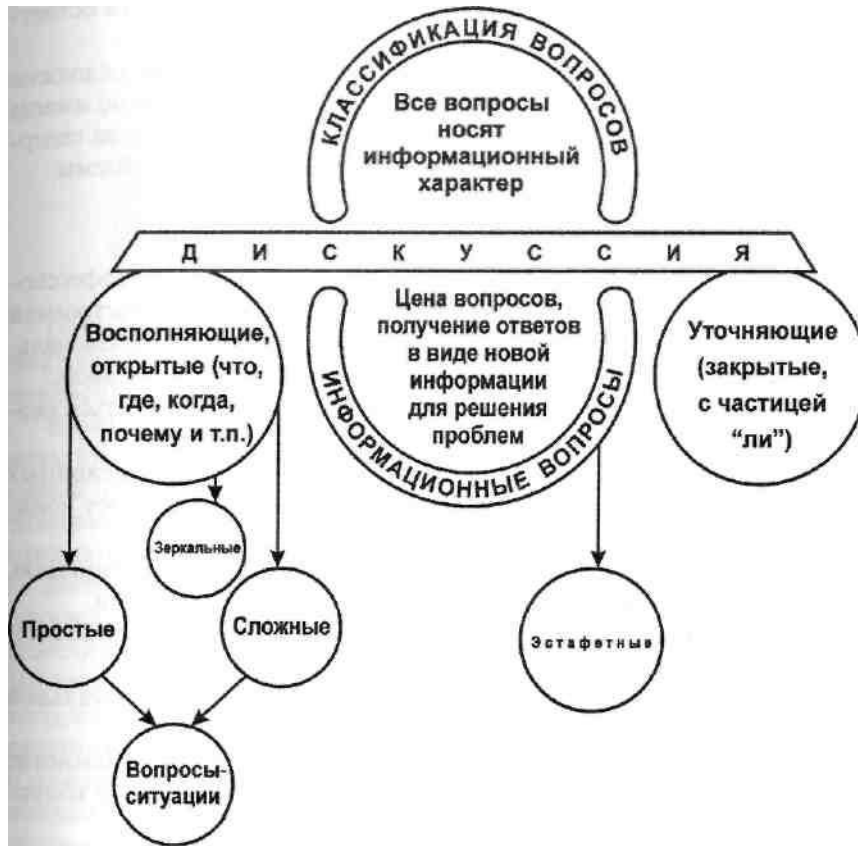 КЛАССИФИКАЦИЯ ВОПРОСОВ
Все вопросы
носят
информационный
характер
ДИСКУССИЯ
Восполняющие,
открытые (что,
где, когда,
почему и т.п.)
Цена вопросов,
получение ответов
в виде новой
информации
для решения
проблем
ИНФОРМАЦИОННЫЕ ВОПРОСЫ
Уточняющие
(закрытые,
с частицей
“ли”)
Зеркальные
Простые
Сложные
Эстафетные
Вопросы-
ситуации